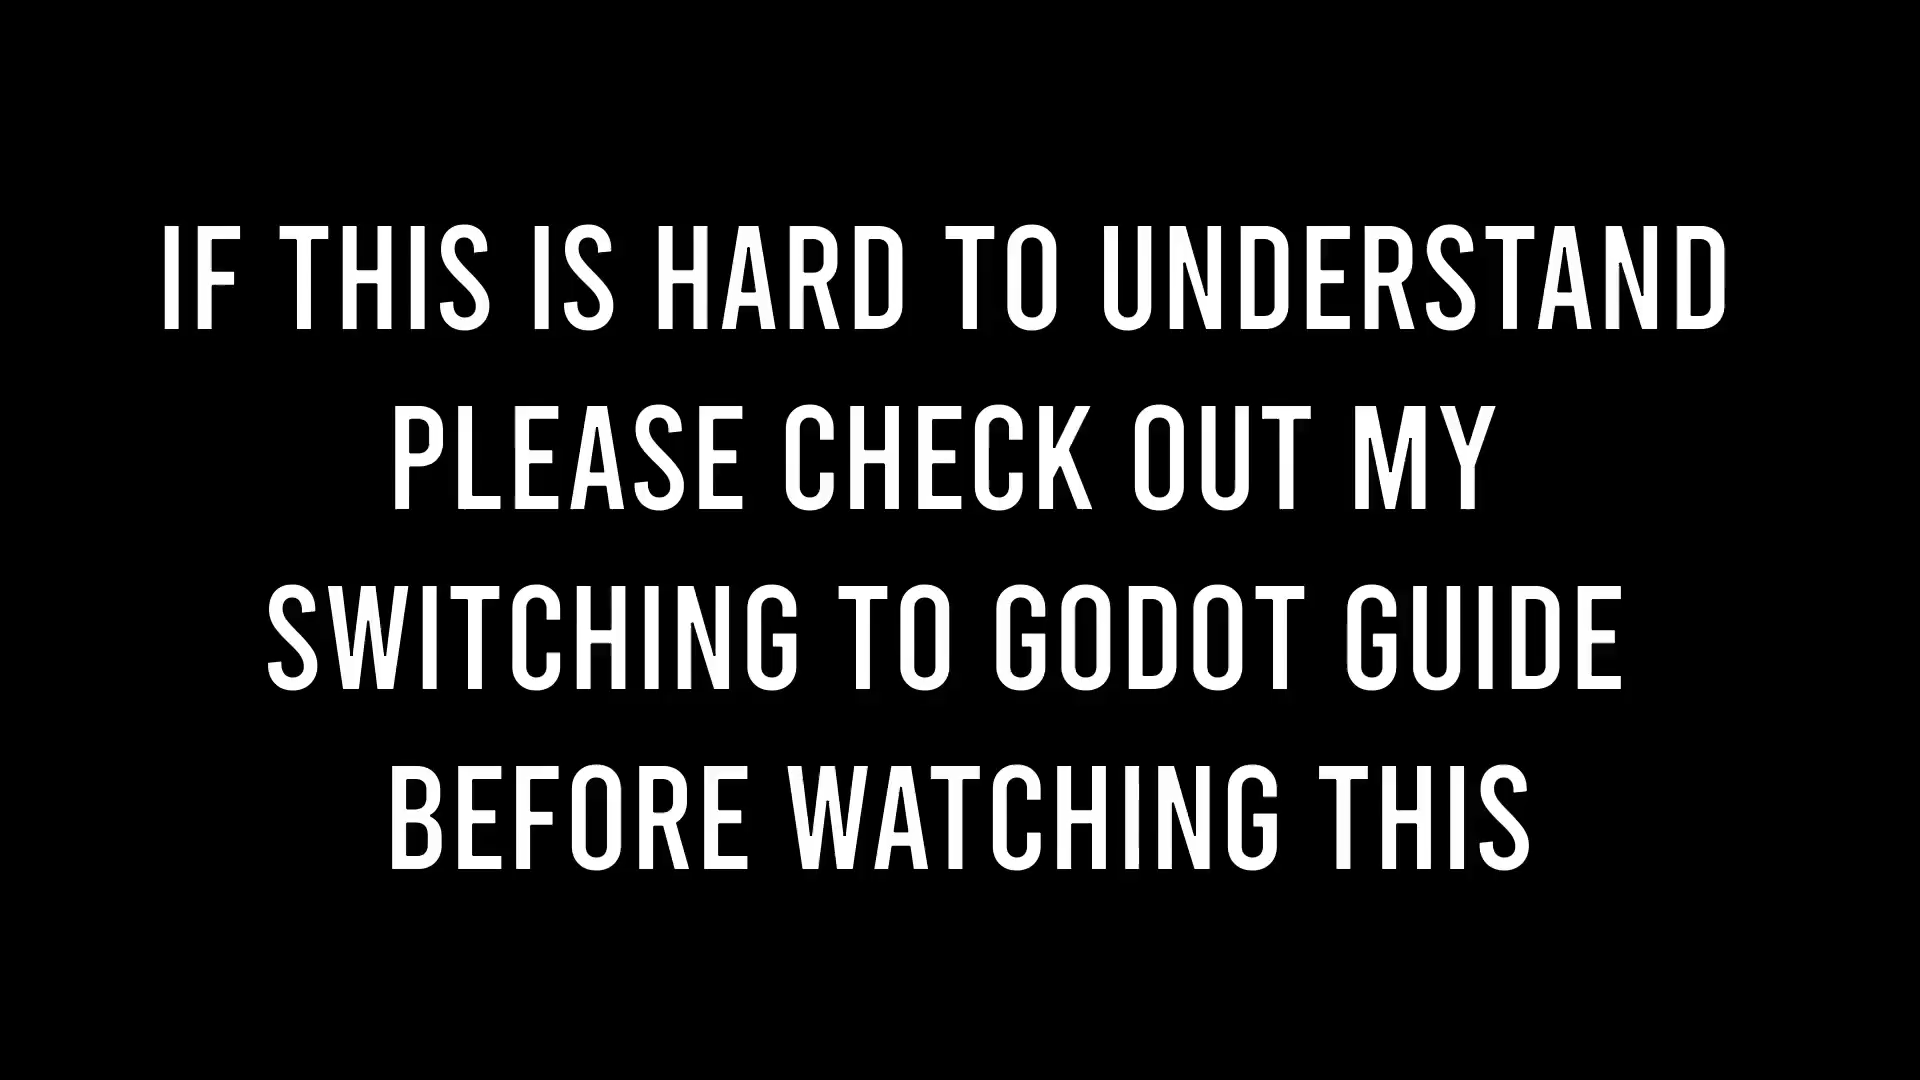 IF THIS IS HARD TO UNDERSTAND
PLEASE CHECK OUT MY
SWITCHING TO GODOT GUIDE
BEFORE WATCHING THIS